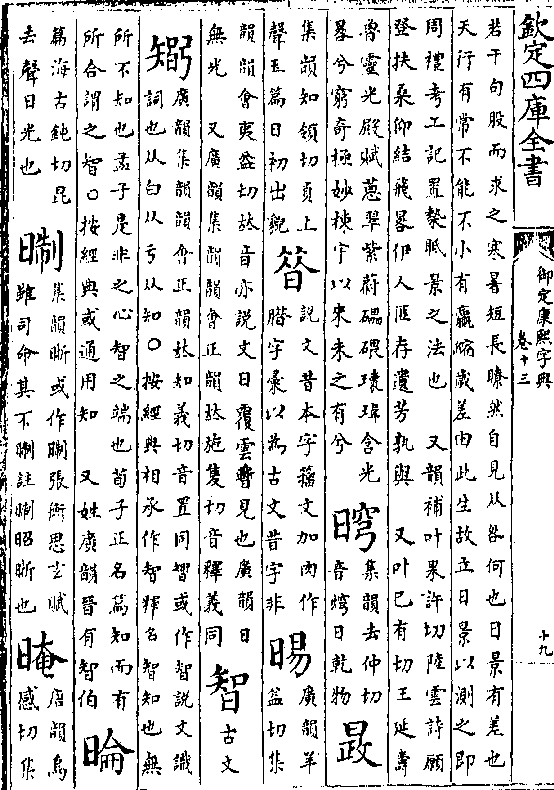 欽定四庫全書
御定康熙字典
卷十三
十九
若干句股而求之寒暑短長瞭然自見从咎何也日景有差也
天行有常不能不小有贏縮歲差由此生故立日景以測之即
周禮考工記置槷眡景之法也　又韻補叶果許切陸雲詩願
登扶桑仰結飛晷伊人匪存遺芳孰與　又叶已有切王延壽
魯靈光殿賦蔥翠紫蔚礧碨瓌瑋含光
晷兮窮奇極妙棟宇以來未之有兮
集韻去仲切
音焪日乾物
晸
集韻知領切貞上
聲玉篇日初出貌
說文昔本字籀文加肉作
腊字彙以為古文昔字非
晹
廣韻羊
益切集
韻韻會夷益切𠀤音亦說文曰覆雲暫見也廣韻日
無光　又廣韻集韻韻會正韻𠀤施隻切音釋義同
智
古文
廣韻集韻韻會正韻𠀤知義切音置同或作智說文識
詞也从白从亏从知○按經典相承作智釋名智知也無
所不知也孟子是非之心智之端也荀子正名篇知而有
所合謂之智○按經典或通用知　又姓廣韻晉有智伯
篇海古鈍切昆
去聲日光也
集韻晣或作張衡思玄賦
雖司命其不註昭晣也
晻
唐韻烏
感切集